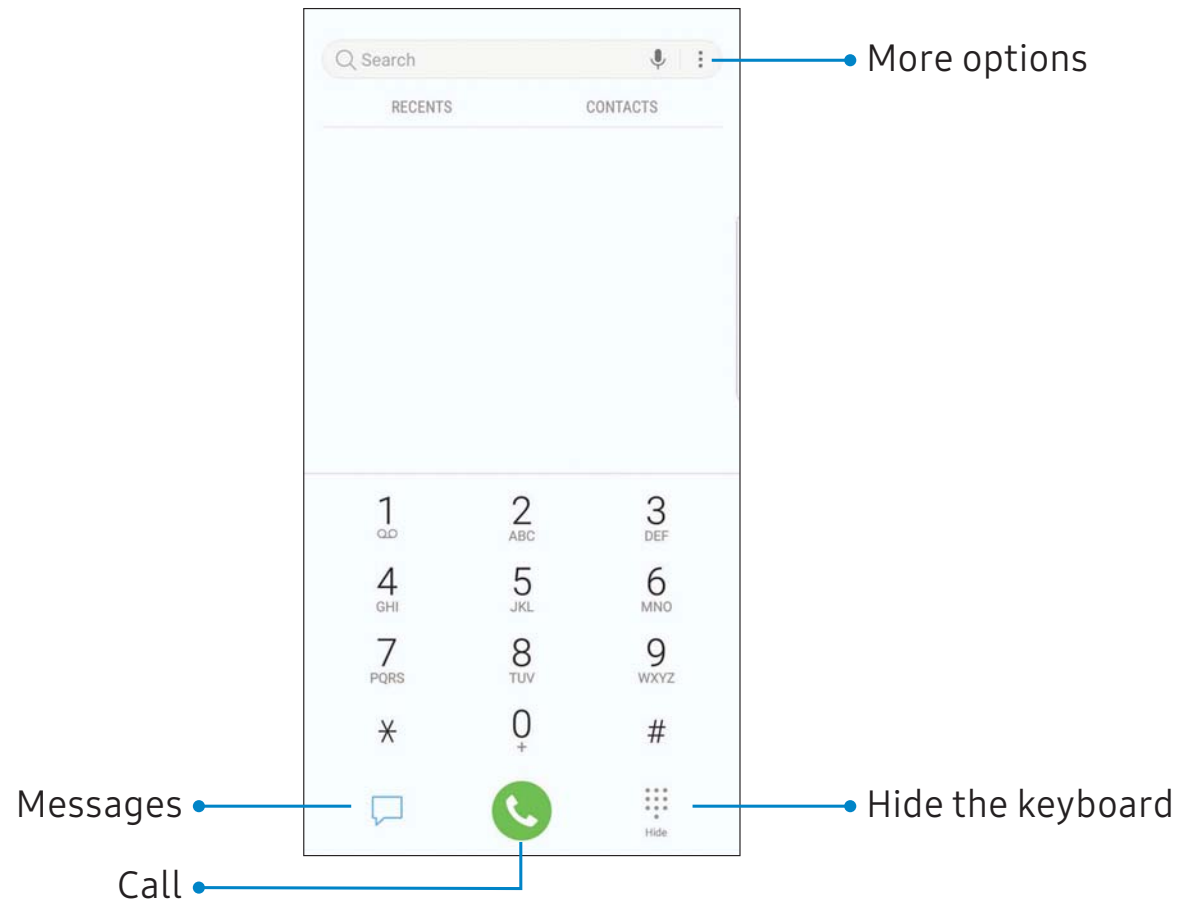 Search
More options
RECENTS CONTACTS
1 2 3
ABC DEF
4 5 6
GHI JKL MNO
7 8 9
PQRS TUV WXYZ
* 0 #
+
Messages
Hide the keyboard
Hide
Call